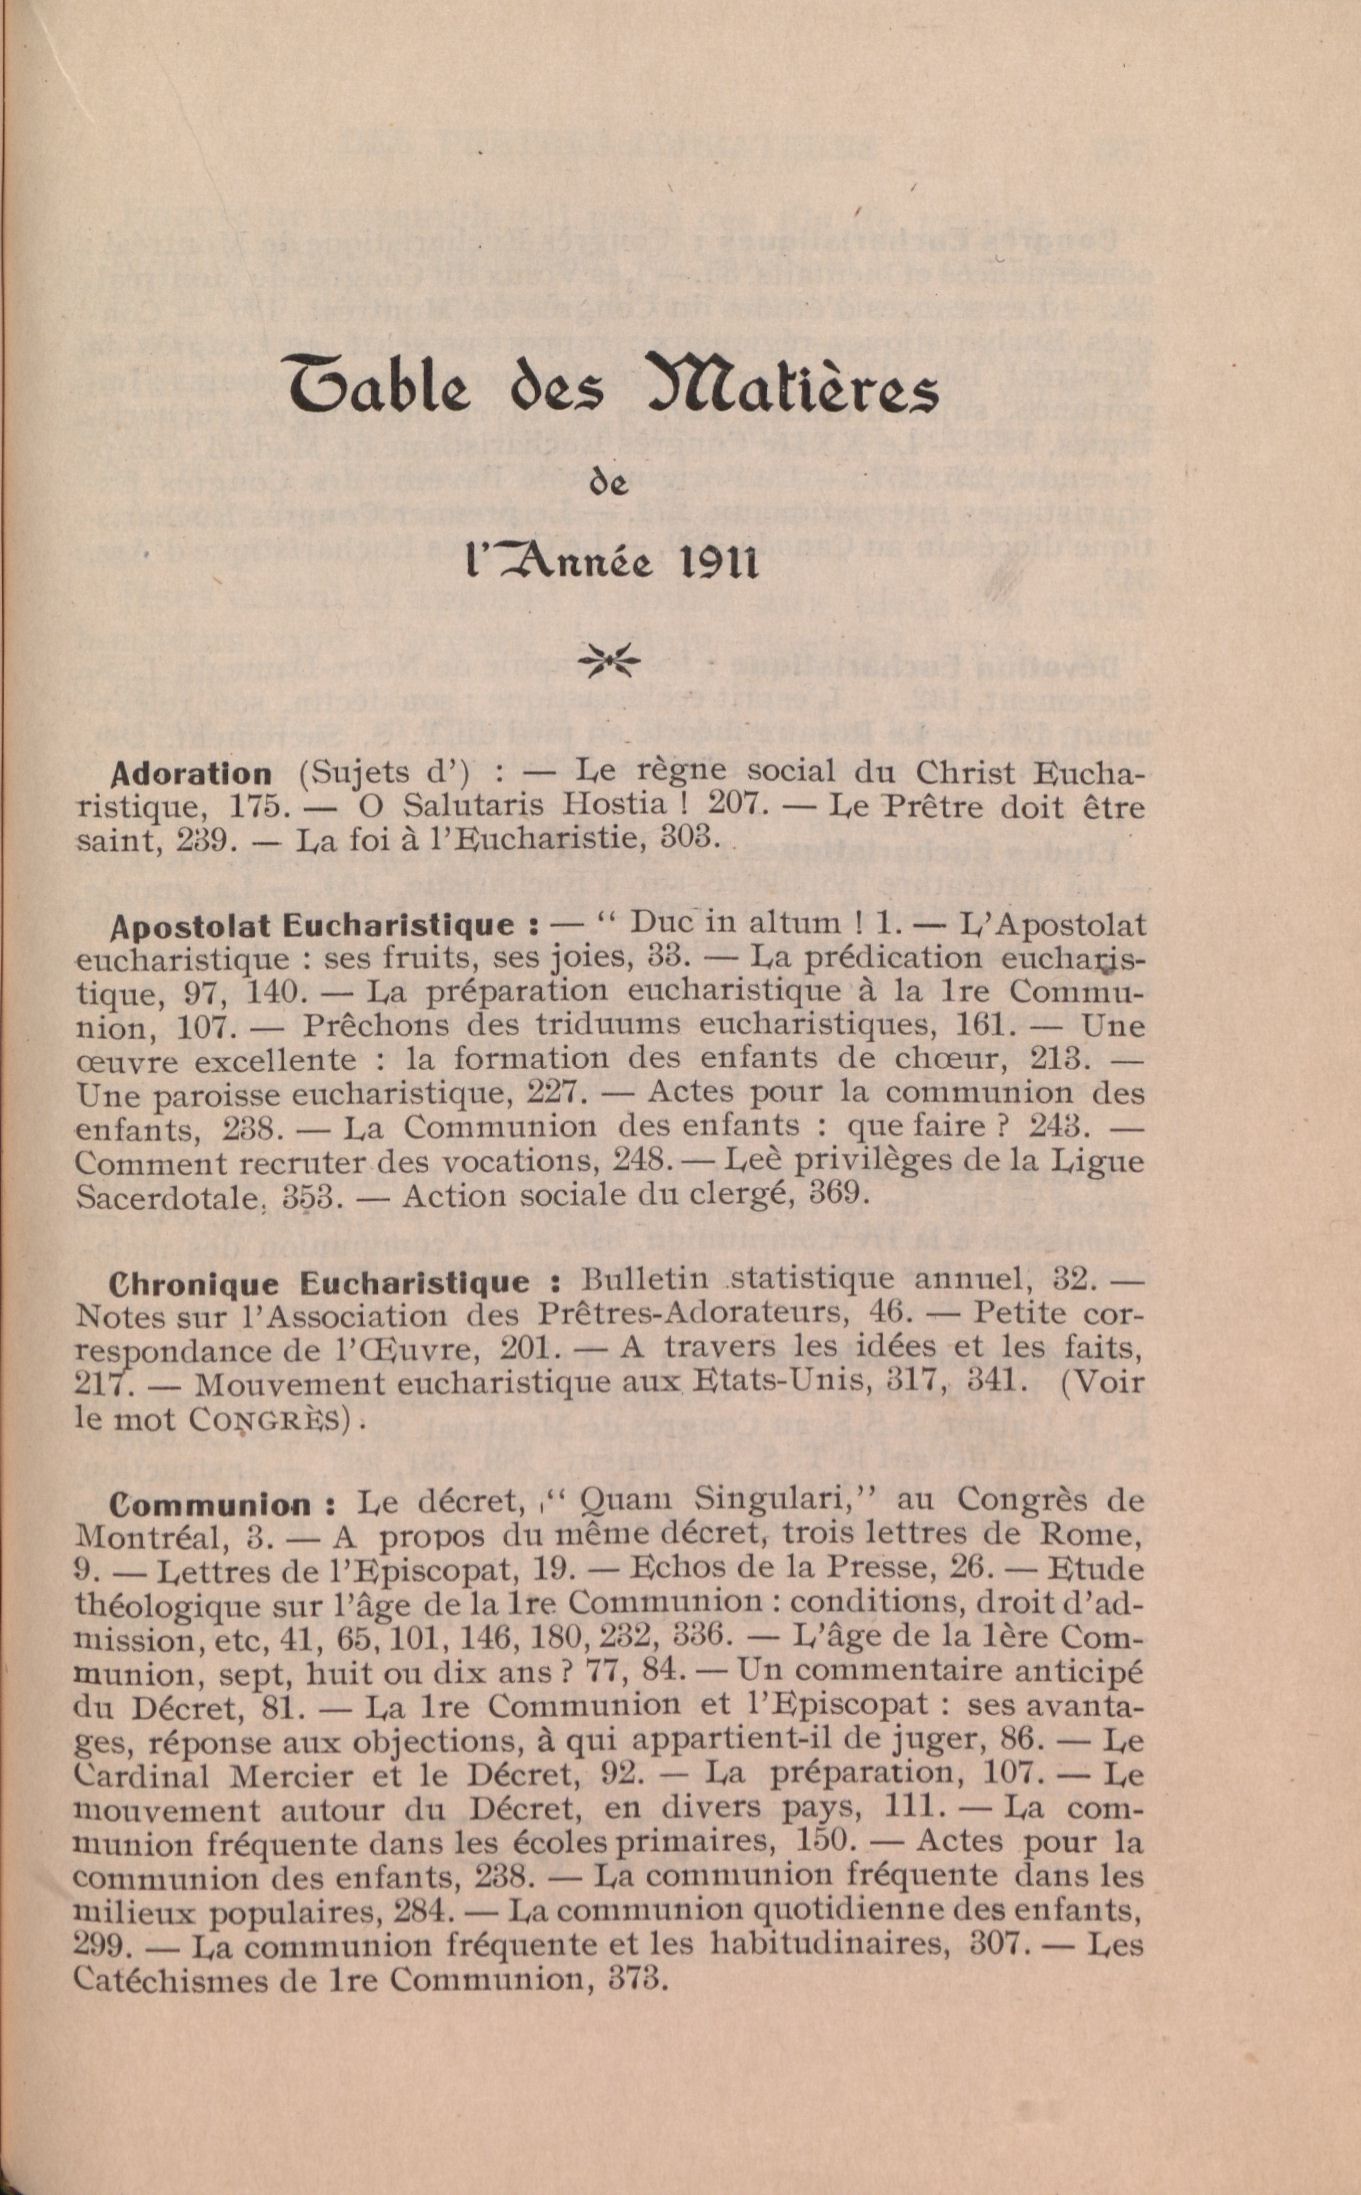 Table des Matières
de
l'Année 1911
Adoration (Sujets d') : — Le règne social du Christ Eucha-
ristique, 175. — O Salutaris Hostia ! 207. — Le Prêtre doit être
saint, 239. — La foi à l'Eucharistie, 303.
Apostolat Eucharistique : — “ Duc in altum ! 1. — L'Apostolat
eucharistique : ses fruits, ses joies, 33. — La prédication eucharis-
tique, 97, 140. — La préparation eucharistique à la 1re Commu-
nion, 107. — Prêchons des triduums eucharistiques, 161. — Une
œuvre excellente : la formation des enfants de chœur, 213. —
Une paroisse eucharistique, 227. — Actes pour la communion des
enfants, 238. — La Communion des enfants : que faire ? 243. —
Comment recruter des vocations, 248. — Leè privilèges de la Ligue
Sacerdotale, 353. — Action sociale du clergé, 369.
Chronique Eucharistique : Bulletin statistique annuel, 32. —
Notes sur l'Association des Prêtres-Adorateurs, 46. — Petite cor-
respondance de l'Œuvre, 201. — A travers les idées et les faits,
217. — Mouvement eucharistique aux Etats-Unis, 317, 341. (Voir
le mot CONGRÈS).
Communion : Le décret, “ Quam Singulari,” au Congrès de
Montréal, 3. — A propos du même décret, trois lettres de Rome,
9. — Lettres de l'Episcopat, 19. — Echos de la Presse, 26. — Etude
théologique sur l'âge de la 1re Communion : conditions, droit d'ad-
mission, etc, 41, 65, 101, 146, 180, 232, 336. — L'âge de la 1ère Com-
munion, sept, huit ou dix ans ? 77, 84. — Un commentaire anticipé
du Décret, 81. — La 1re Communion et l'Episcopat : ses avanta-
ges, réponse aux objections, à qui appartient-il de juger, 86. — Le
Cardinal Mercier et le Décret, 92. — La préparation, 107. — Le
mouvement autour du Décret, en divers pays, 111. — La com-
munion fréquente dans les écoles primaires, 150. — Actes pour la
communion des enfants, 238. — La communion fréquente dans les
milieux populaires, 284. — La communion quotidienne des enfants,
299. — La communion fréquente et les habitudinaires, 307. — Les
Catéchismes de 1re Communion, 373.